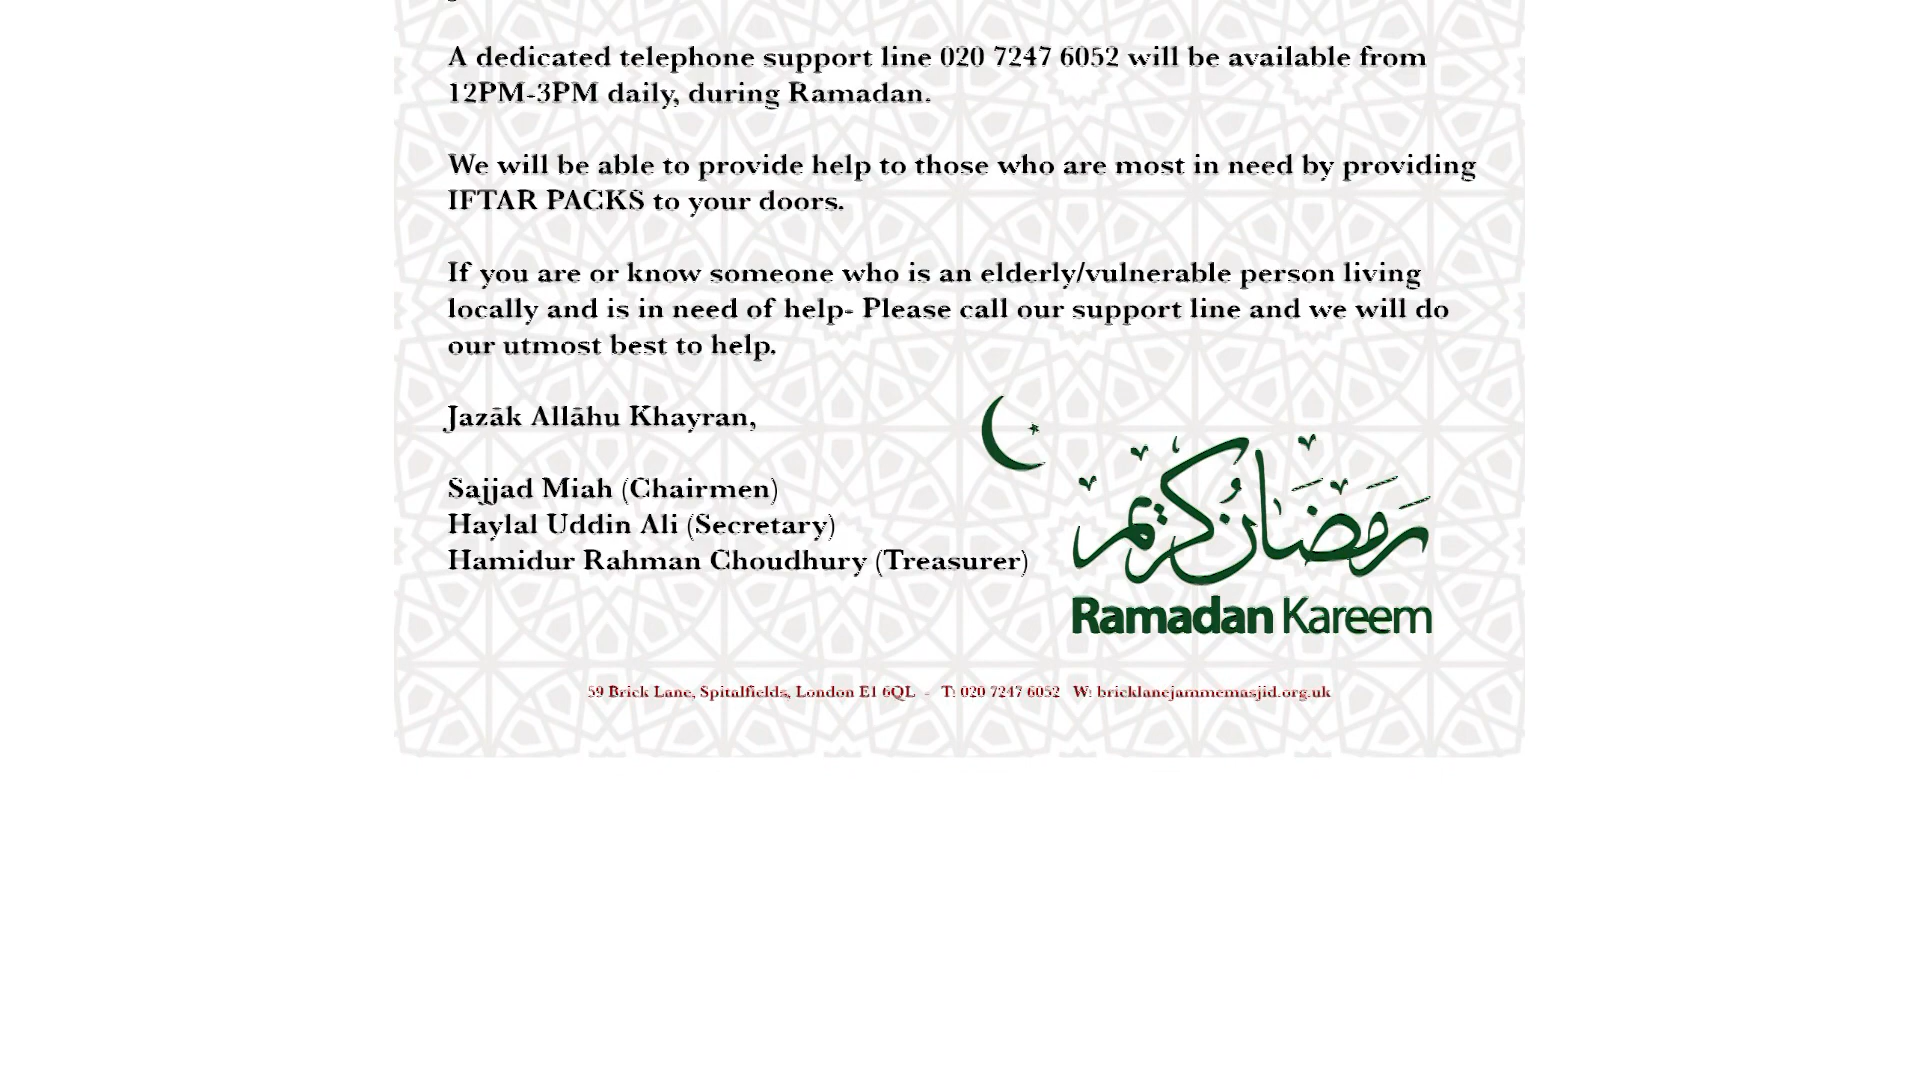 A dedicated telephone support line 020 7247 6052 will be available from
12PM-3PM daily, during Ramadan.
We will be able to provide help to those who are most in need by providing
IFTAR PACKS to your doors.
If you are or know someone who is an elderly/vulnerable person living
locally and is in need of help- Please call our support line and we will do
our utmost best to help.
Jazāk Allāhu Khayran,
Sajjad Miah (Chairmen)
Haylal Uddin Ali (Secretary)
Hamidur Rahman Choudhury (Treasurer)
رَمَضَانُ كَرِيم
Ramadan Kareem
59 Brick Lane, Spitalfields, London E1 6QL - T: 020 7247 6052 W: bricklanejammemasjid.org.uk